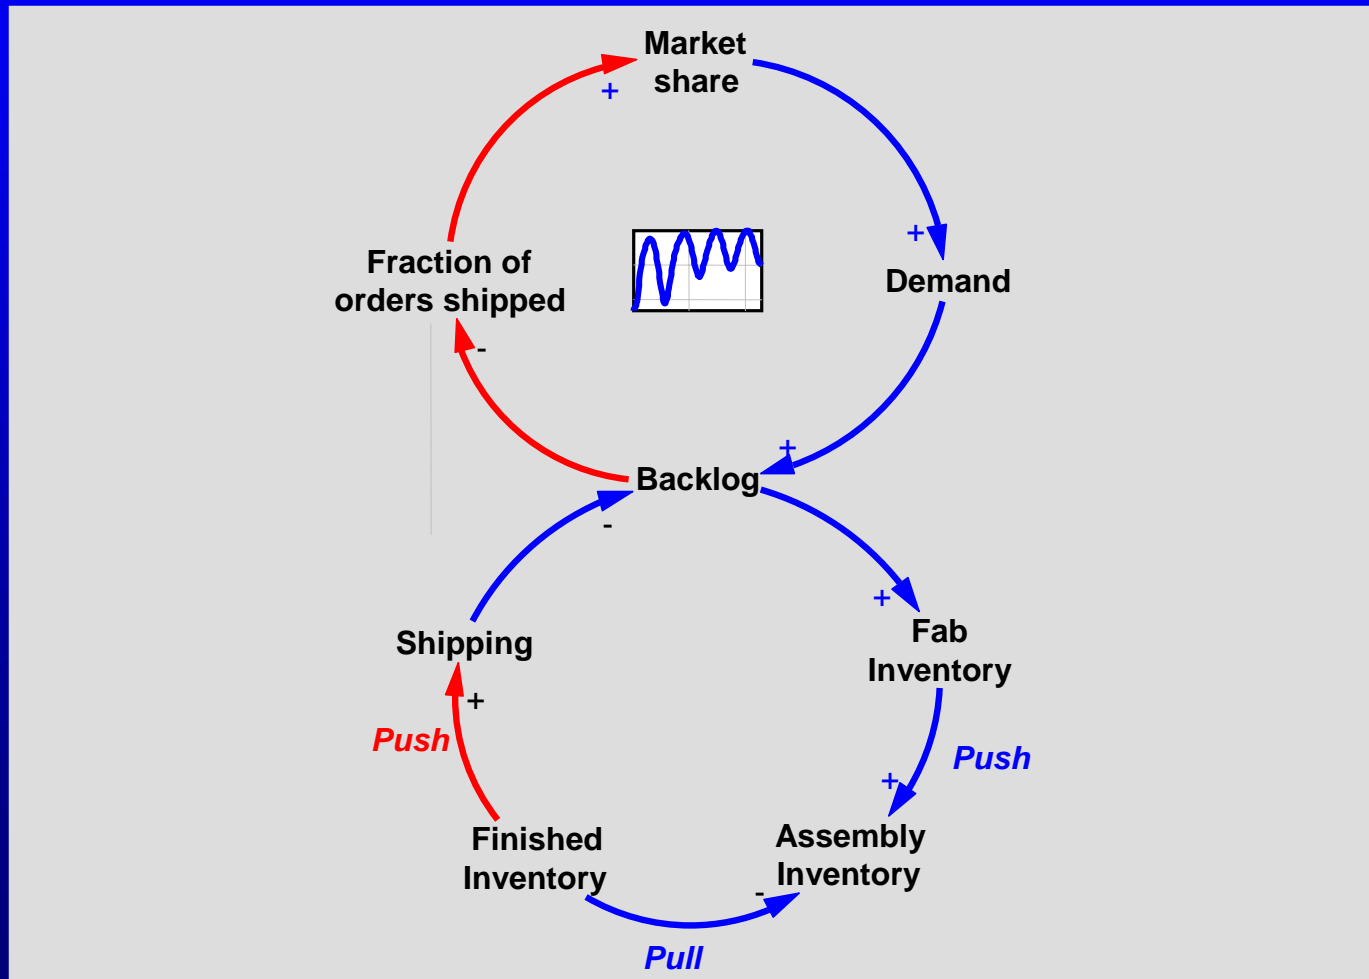 Market
share
+
+
Fraction of
orders shipped
Demand
-
+
Backlog
-
+
Shipping
Fab
Inventory
+
Push
Push
+
Finished
Inventory
Assembly
Inventory
-
Pull